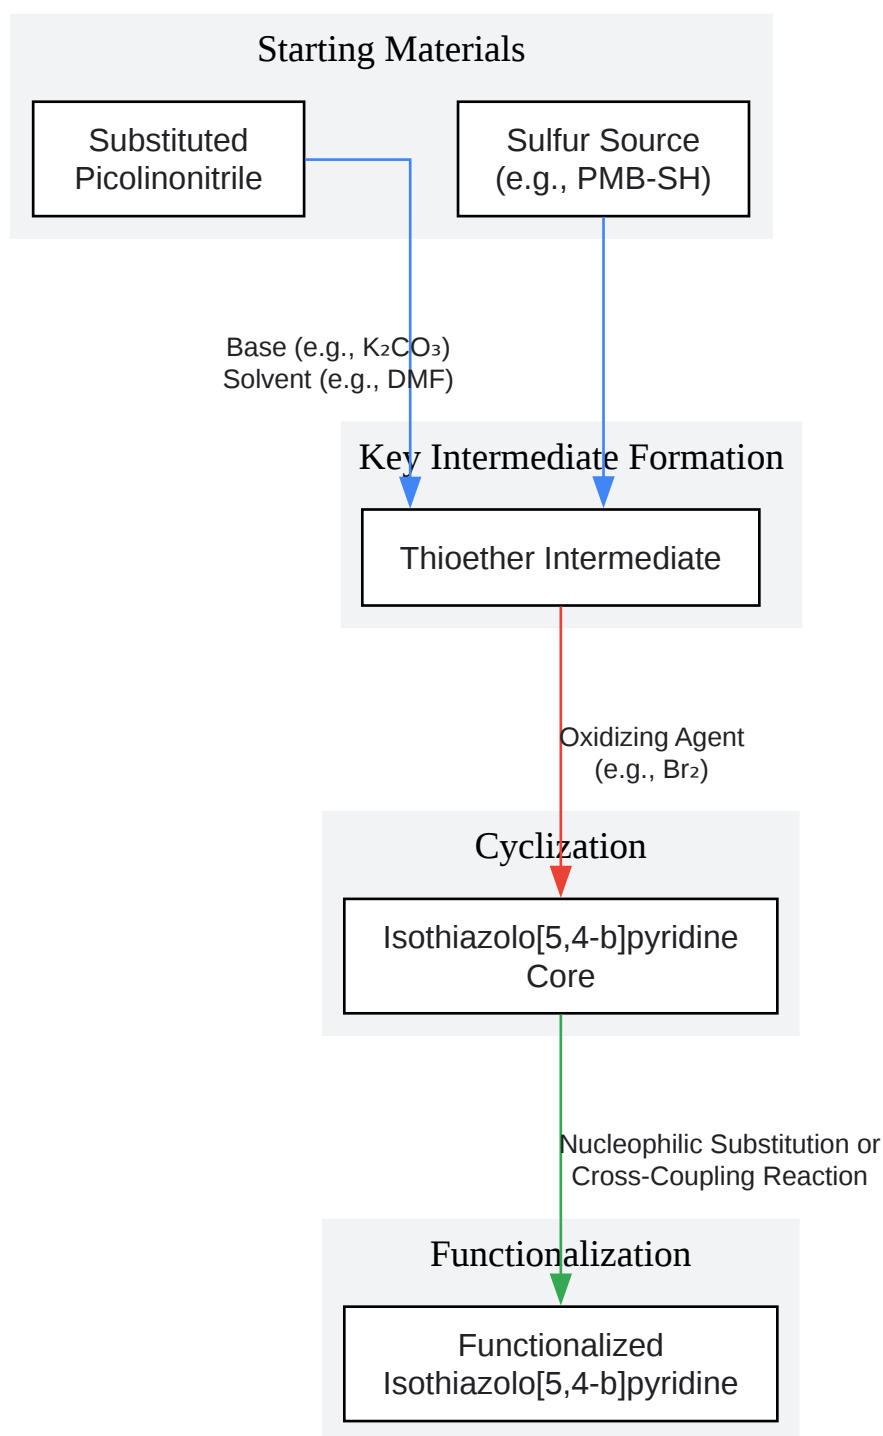 Starting Materials
Substituted
Picolinonitrile
Sulfur Source
(e.g., PMB-SH)
Base (e.g., K₂CO₃)
Solvent (e.g., DMF)
Key Intermediate Formation
Thioether Intermediate
Oxidizing Agent
(e.g., Br₂)
Cyclization
Isothiazolo[5,4-b]pyridine
Core
Nucleophilic Substitution or
Cross-Coupling Reaction
Functionalization
Functionalized
Isothiazolo[5,4-b]pyridine